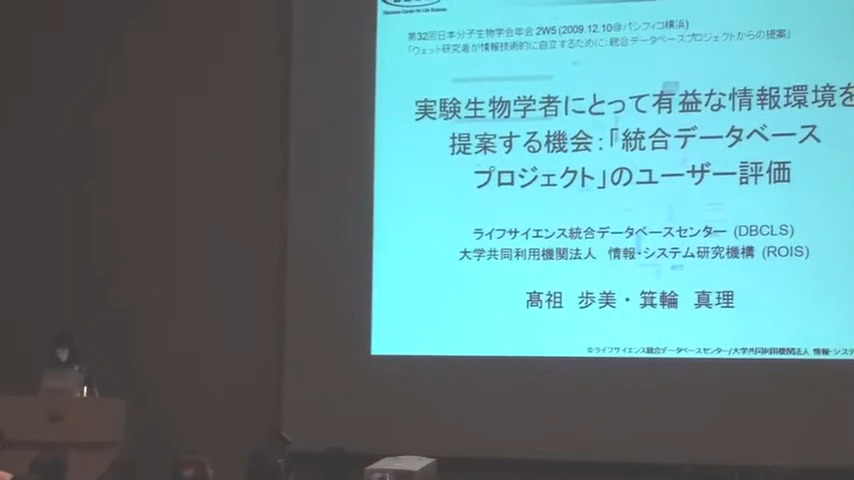 第32回日本分子生物学会年会 2W5 (2009.12.10@パシフィコ横浜)
「ウェット研究者が情報技術的に自立するために:統合データベースプロジェクトからの提案」
実験生物学者にとって有益な情報環境を
提案する機会:「統合データベース
プロジェクト」のユーザー評価
ライフサイエンス統合データベースセンター (DBCLS)
大学共同利用機関法人 情報・システム研究機構 (ROIS)
髙祖 歩美・箕輪 真理
©ライフサイエンス統合データベースセンター/大学共同利用機関法人 情報・シス